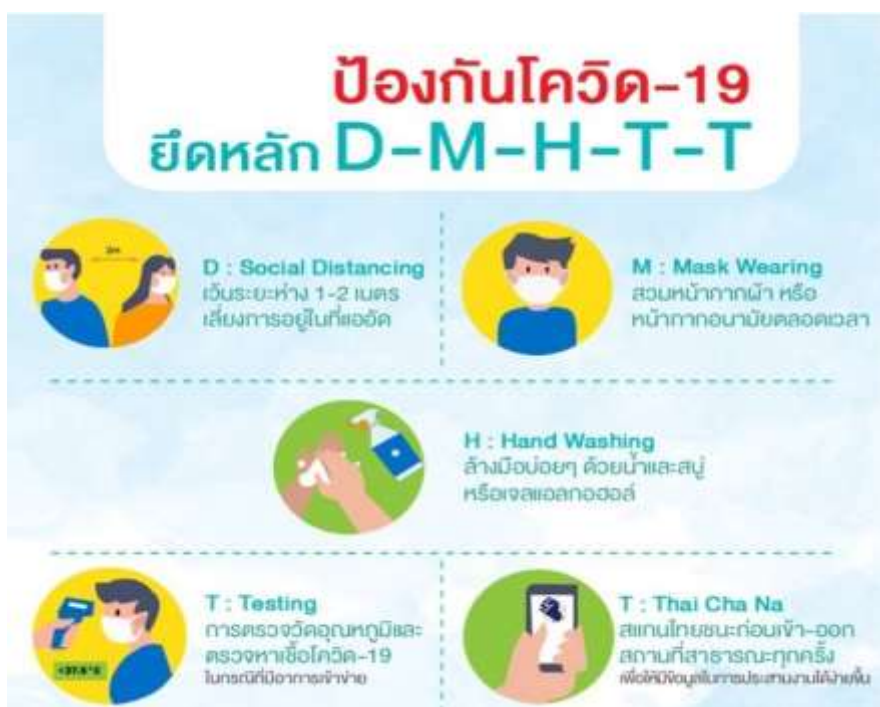 ป้องกันโควิด-19
ยึดหลัก D-M-H-T-T
D : Social Distancing
เว้นระยะห่าง 1-2 เมตร
เลี่ยงการอยู่ในที่แออัด
M : Mask Wearing
สวมหน้ากากผ้า หรือ
หน้ากากอนามัยตลอดเวลา
H : Hand Washing
ล้างมือบ่อยๆ ด้วยน้ำและสบู่
หรือเจลแอลกอฮอล์
T : Testing
การตรวจวัดอุณหภูมิและ
ตรวจหาเชื้อโควิด-19
ในกรณีที่มีอาการเข้าข่าย
T : Thai Cha Na
สแกนไทยชนะก่อนเข้า-ออก
สถานที่สาธารณะทุกครั้ง
เพื่อให้มีข้อมูลในการประสานงานได้ง่ายขึ้น